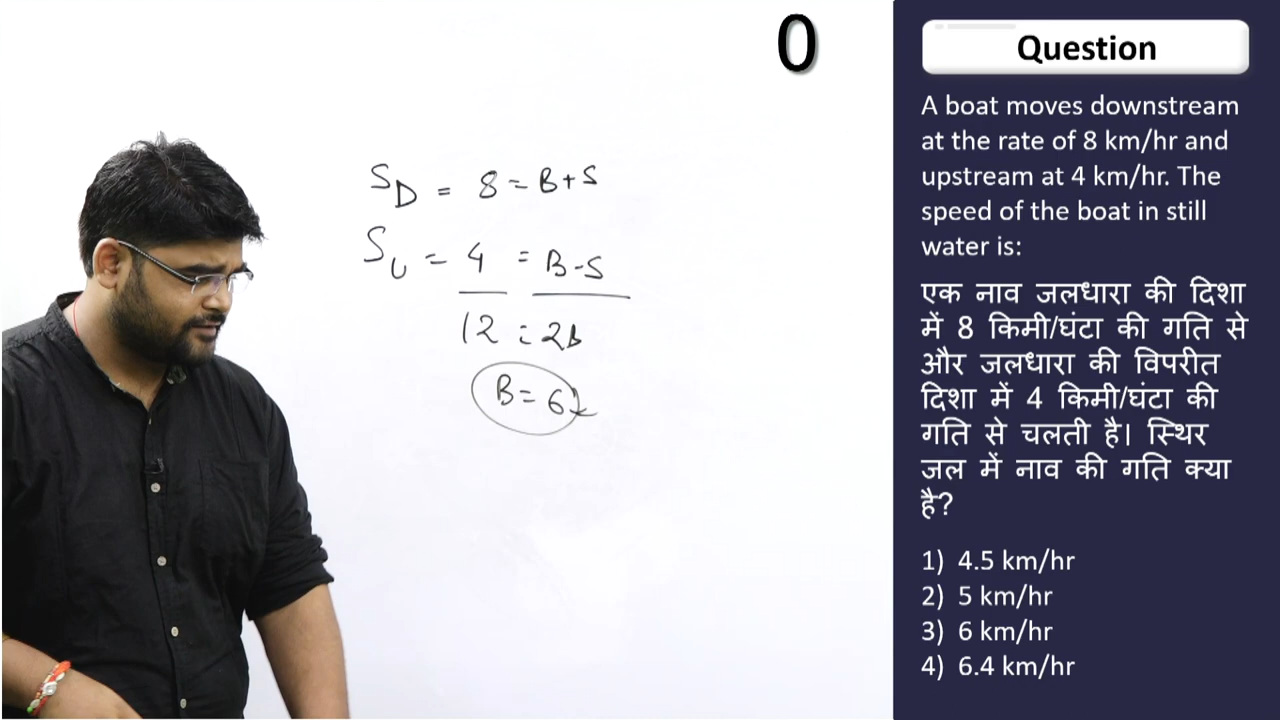 0
S_D = 8 = B+S
S_U = 4 = B-S
12 = 2B
B = 6
Question
A boat moves downstream
at the rate of 8 km/hr and
upstream at 4 km/hr. The
speed of the boat in still
water is:
एक नाव जलधारा की दिशा
में 8 किमी/घंटा की गति से
और जलधारा की विपरीत
दिशा में 4 किमी/घंटा की
गति से चलती है। स्थिर
जल में नाव की गति क्या
है?
1) 4.5 km/hr
2) 5 km/hr
3) 6 km/hr
4) 6.4 km/hr